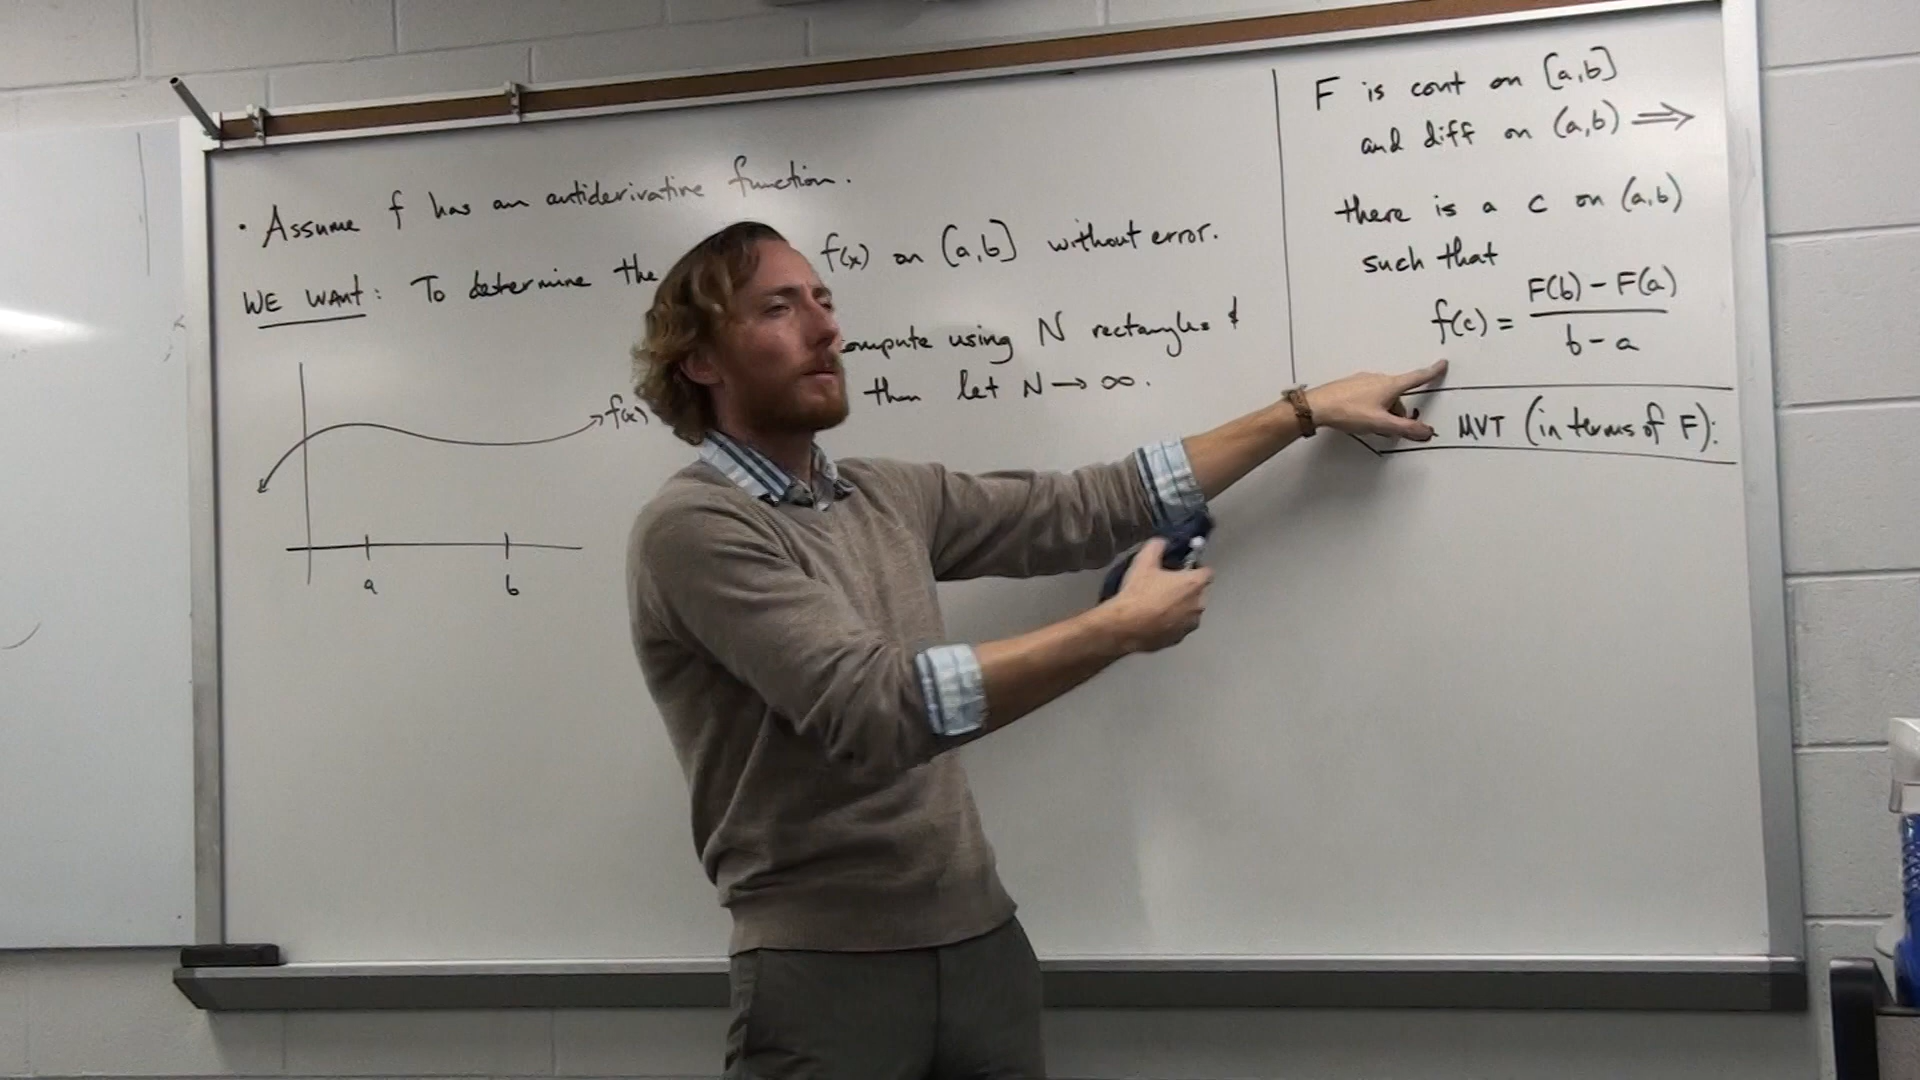 • Assume f has an antiderivative function.
WE WANT: To determine the f(x) on [a,b] without error.
compute using N rectangles &
then let N → ∞.
f(x)
a b
F is cont on [a,b]
and diff on (a,b) ⟹
there is a c on (a,b)
such that
f(c) = F(b) - F(a) / b - a
MVT (in terms of F):